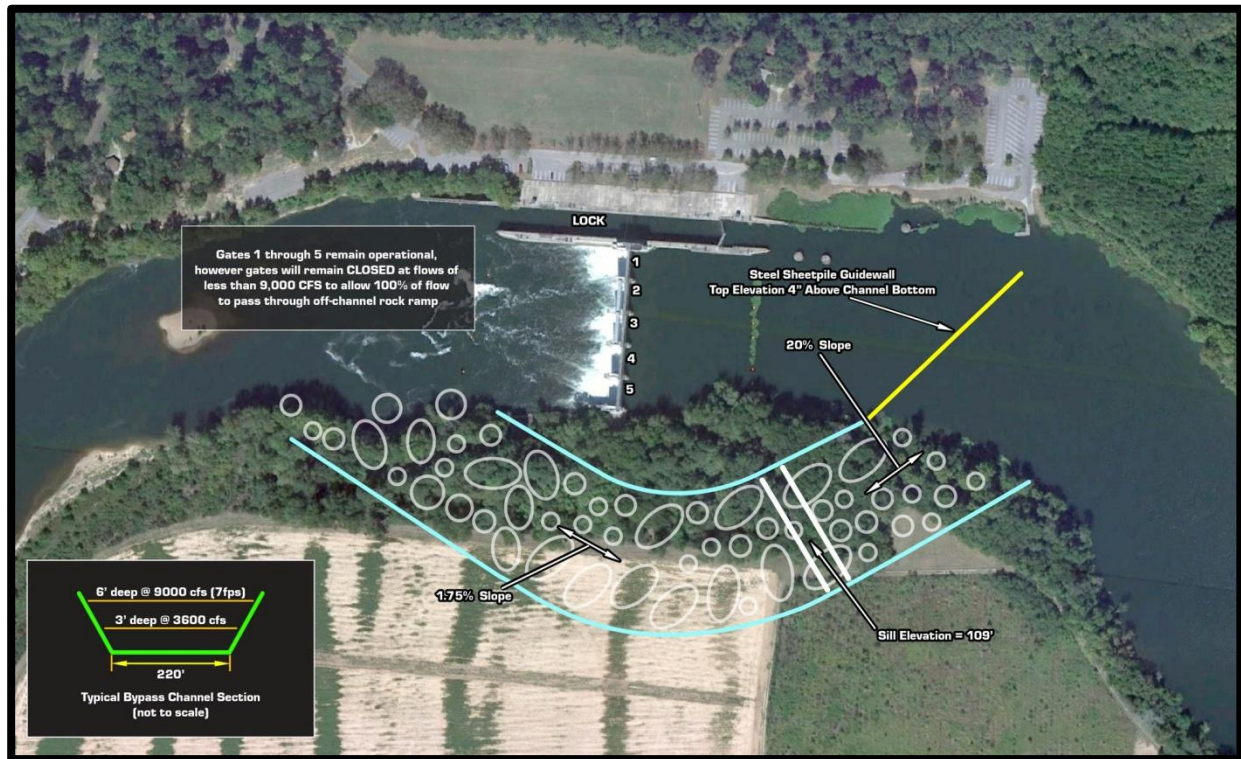 LOCK
Gates 1 through 5 remain operational,
however gates will remain CLOSED at flows of
less than 9,000 CFS to allow 100% of flow
to pass through off-channel rock ramp
1
2
3
4
5
Steel Sheetpile Guidewall
Top Elevation 4" Above Channel Bottom
20% Slope
1.75% Slope
Sill Elevation = 109'
6' deep @ 9000 cfs (7fps)
3' deep @ 3600 cfs
220'
Typical Bypass Channel Section
(not to scale)